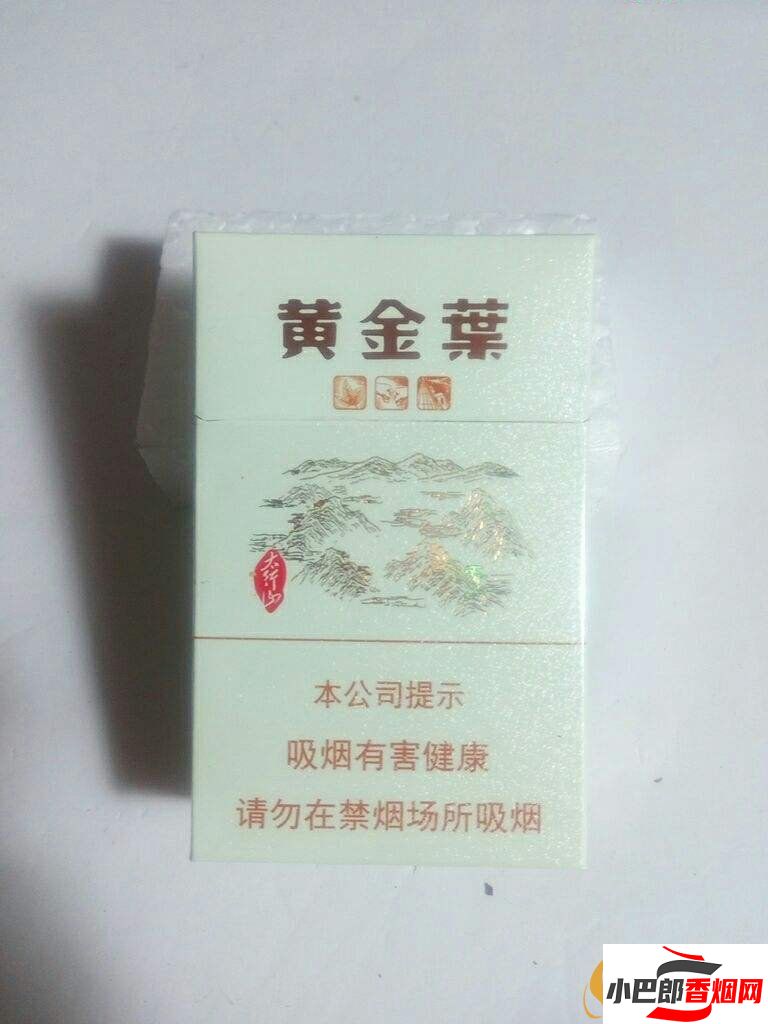 黄金葉
太行山
本公司提示
吸烟有害健康
请勿在禁烟场所吸烟
小巴郎香烟网